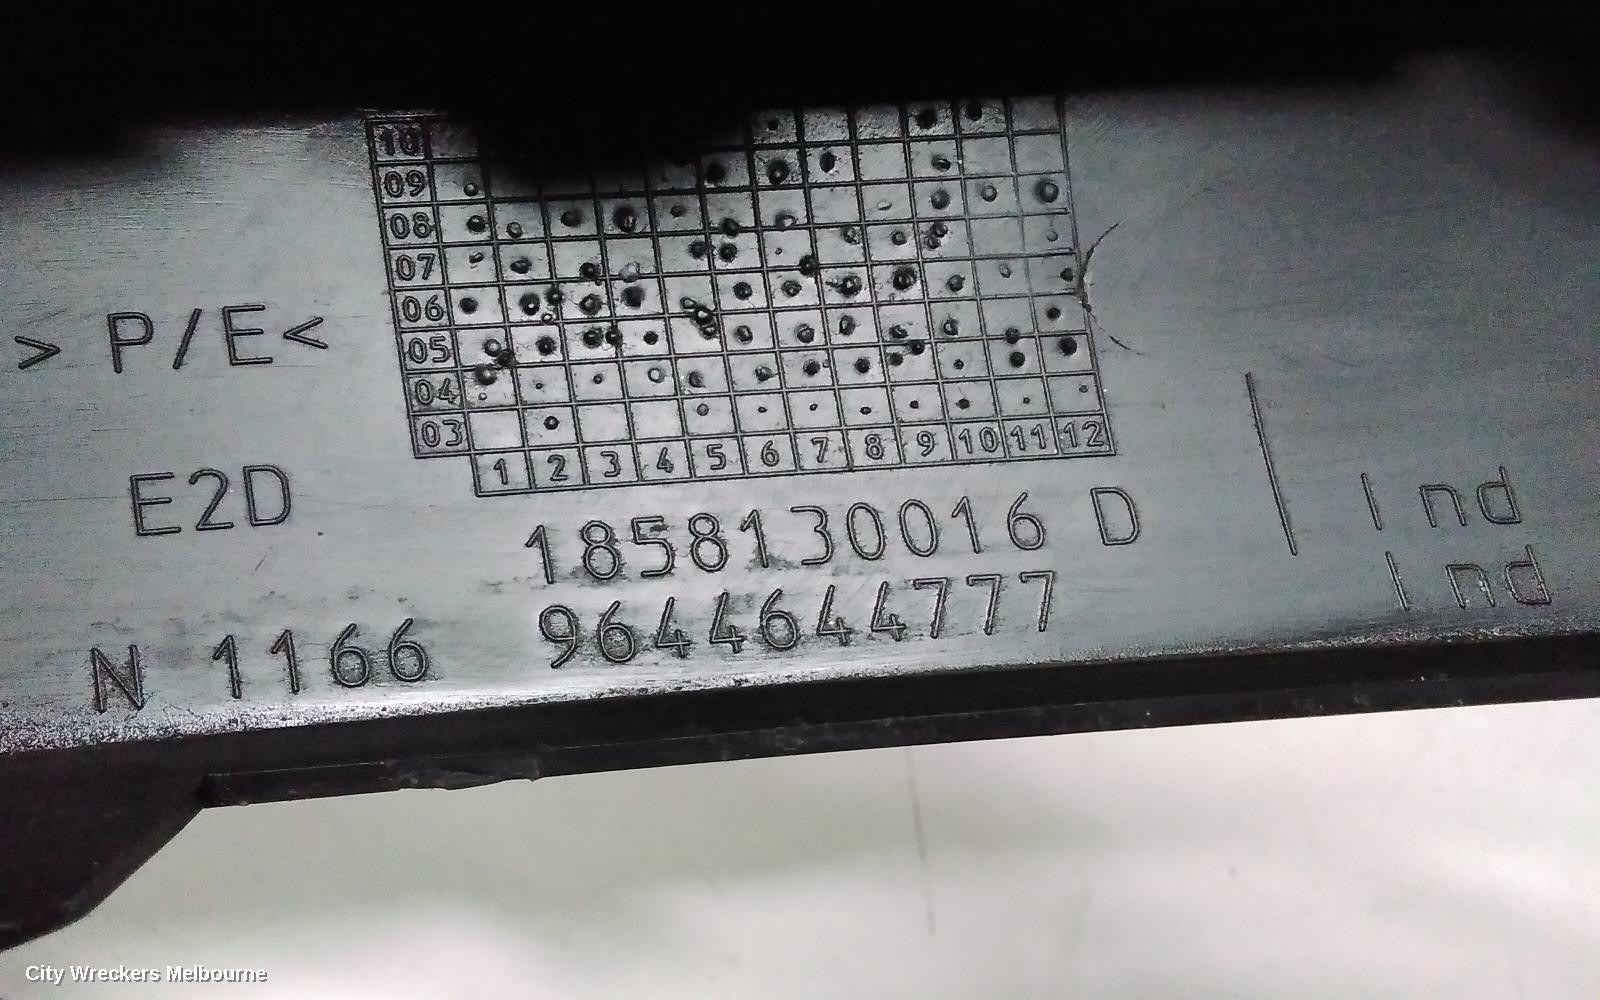 10
09
08
07
06
05
04
03
1 2 3 4 5 6 7 8 9 10 11 12
> P/E <
E2D
1858130016 D
Ind
N 1166
9644644777
Ind
City Wreckers Melbourne